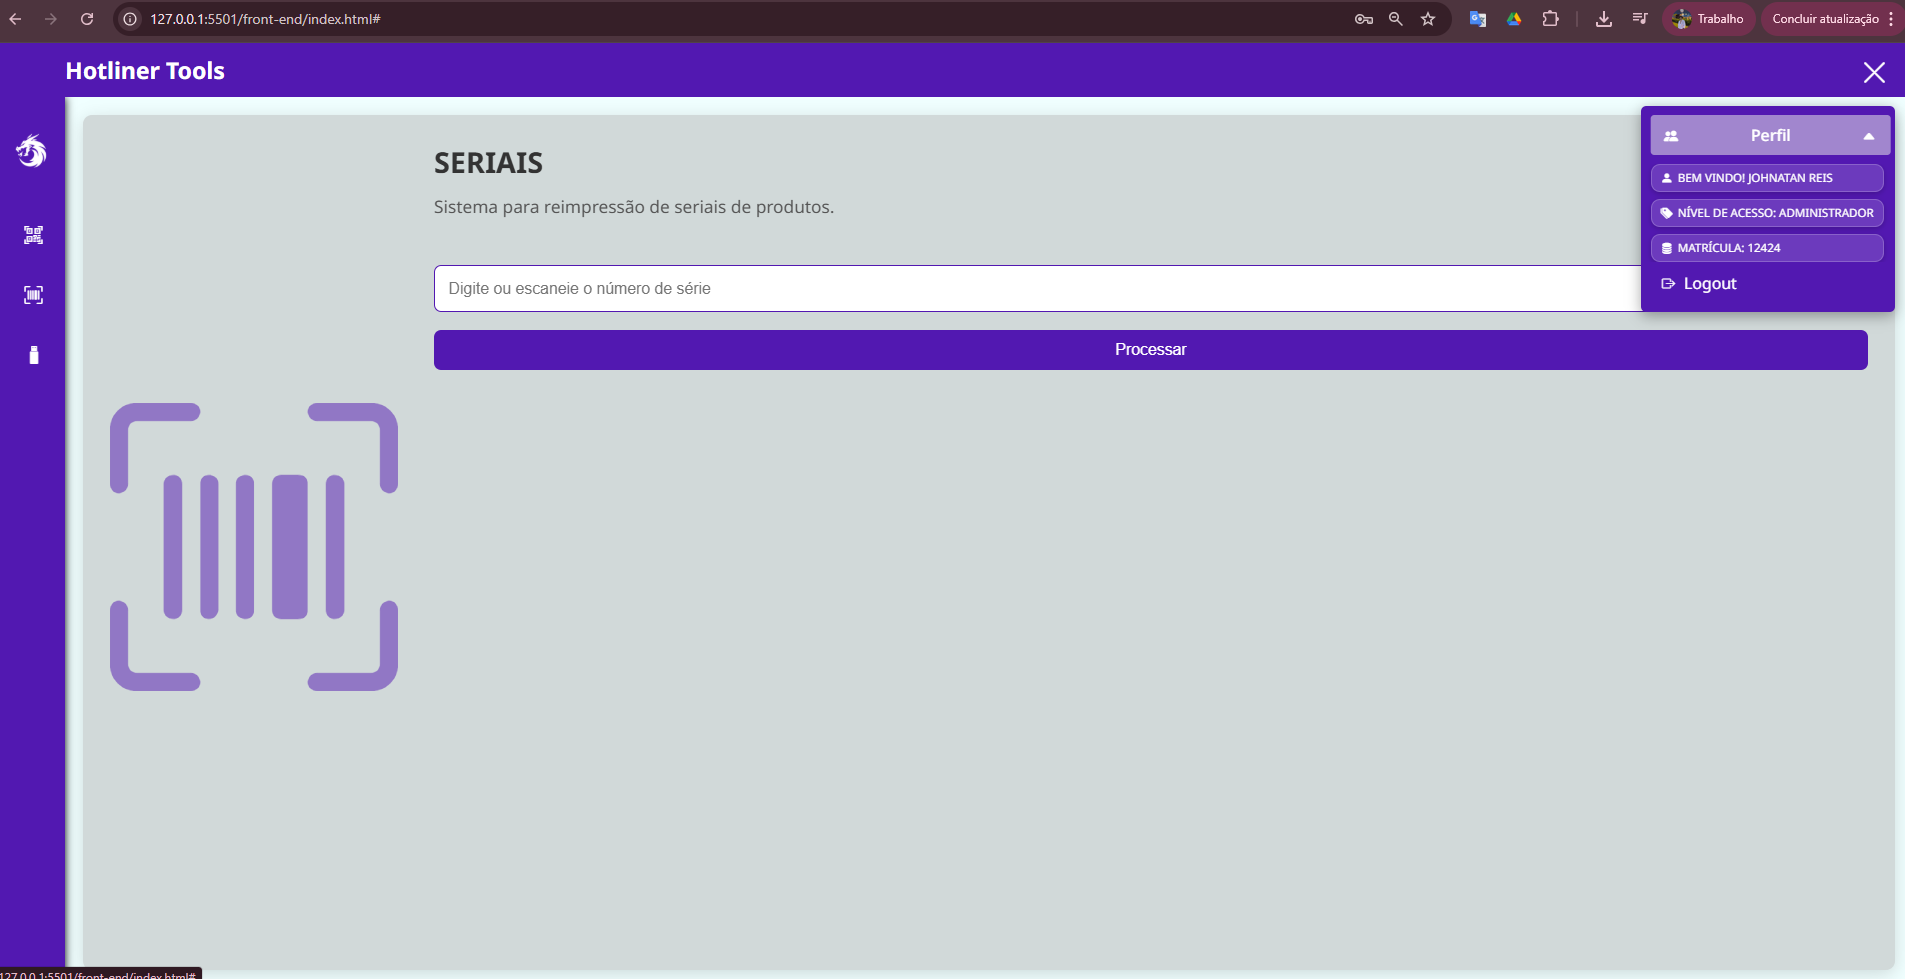 127.0.0.1:5501/front-end/index.html#
Trabalho
Concluir atualização
Hotliner Tools
Perfil
BEM VINDO! JOHNATAN REIS
NÍVEL DE ACESSO: ADMINISTRADOR
MATRÍCULA: 12424
Logout
SERIAIS
Sistema para reimpressão de seriais de produtos.
Digite ou escaneie o número de série
Processar
127.0.0.1:5501/front-end/index.html#